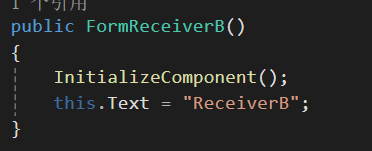 1 个引用
public FormReceiverB()
{
InitializeComponent();
this.Text = "ReceiverB";
}